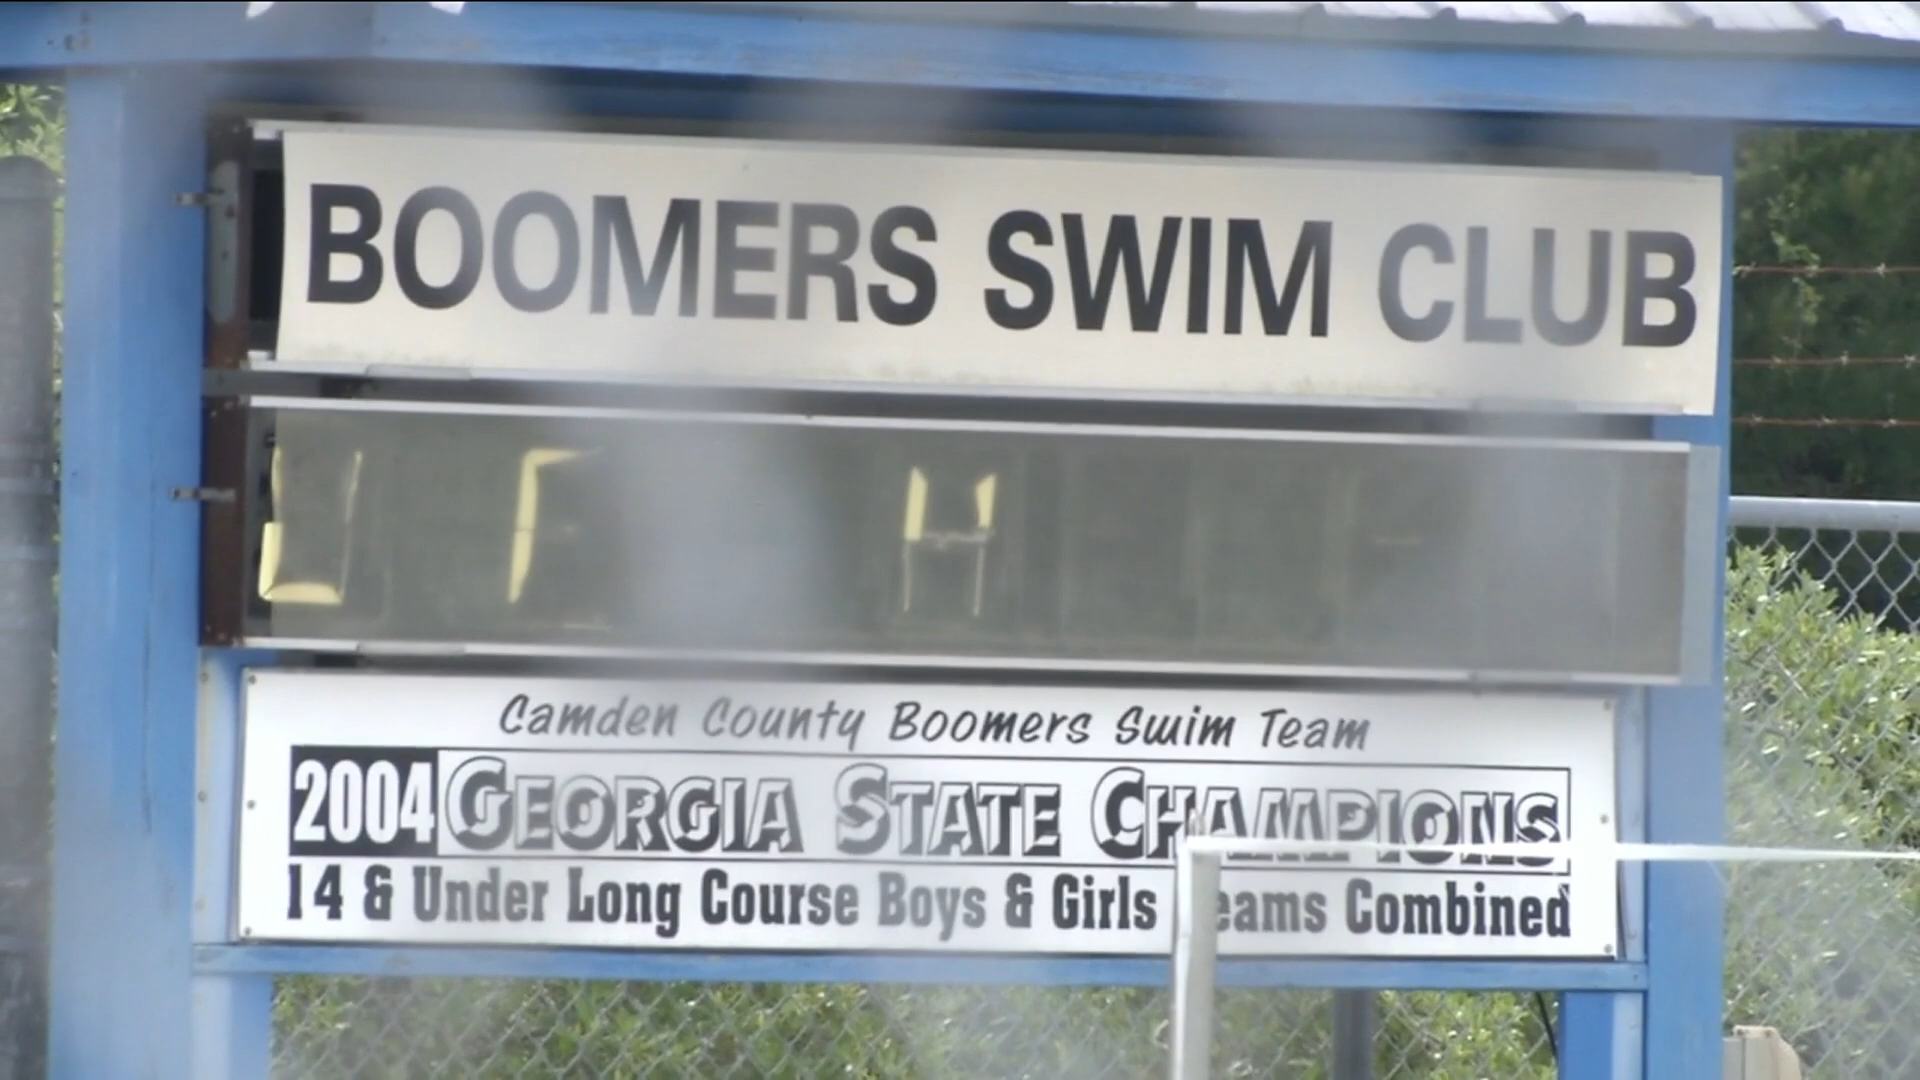 BOOMERS SWIM CLUB
Camden County Boomers Swim Team
2004 GEORGIA STATE CHAMPIONS
14 & Under Long Course Boys & Girls Teams Combined